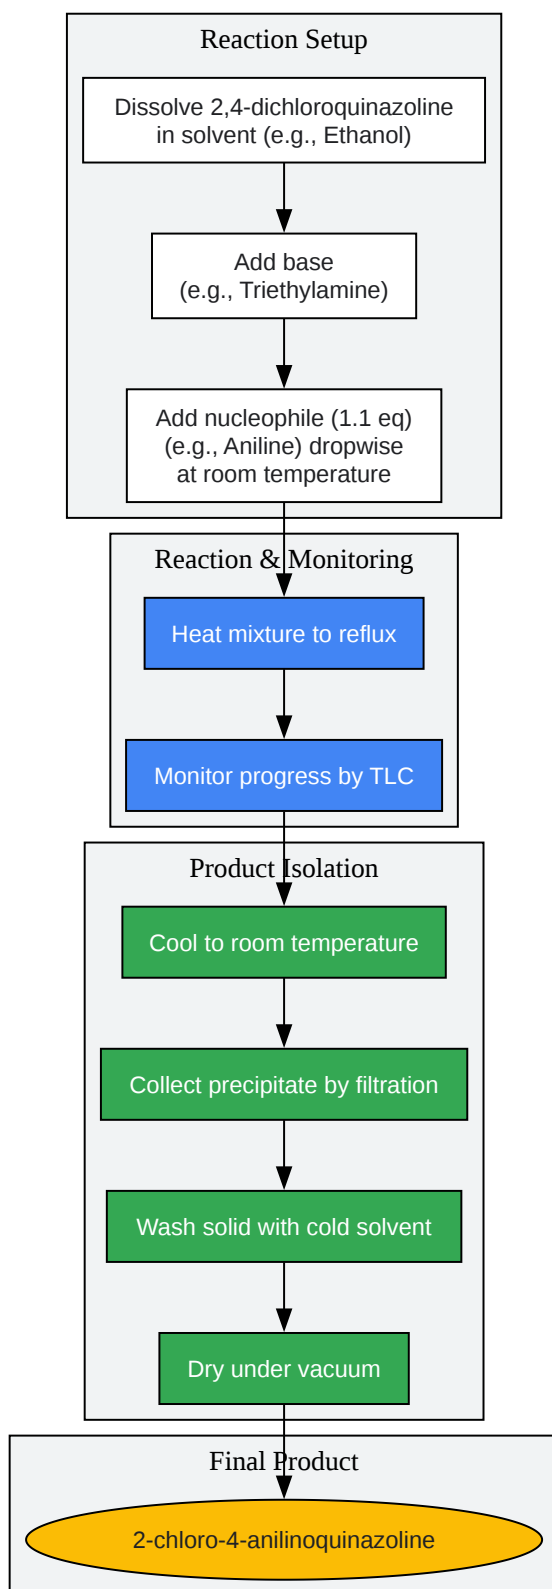 Reaction Setup
Dissolve 2,4-dichloroquinazoline
in solvent (e.g., Ethanol)
Add base
(e.g., Triethylamine)
Add nucleophile (1.1 eq)
(e.g., Aniline) dropwise
at room temperature
Reaction & Monitoring
Heat mixture to reflux
Monitor progress by TLC
Product Isolation
Cool to room temperature
Collect precipitate by filtration
Wash solid with cold solvent
Dry under vacuum
Final Product
2-chloro-4-anilinoquinazoline